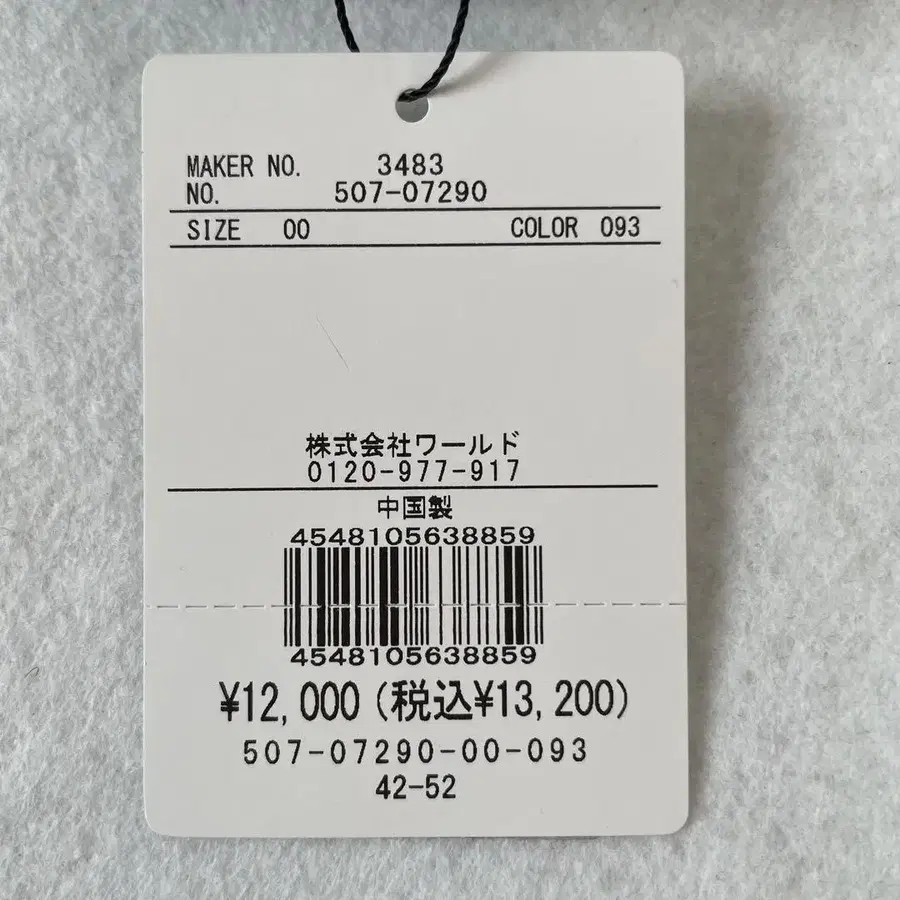 MAKER NO. 3483
NO. 507-07290
SIZE 00 COLOR 093
株式会社ワールド
0120-977-917
中国製
4548105638859
4548105638859
¥12,000 (税込¥13,200)
507-07290-00-093
42-52